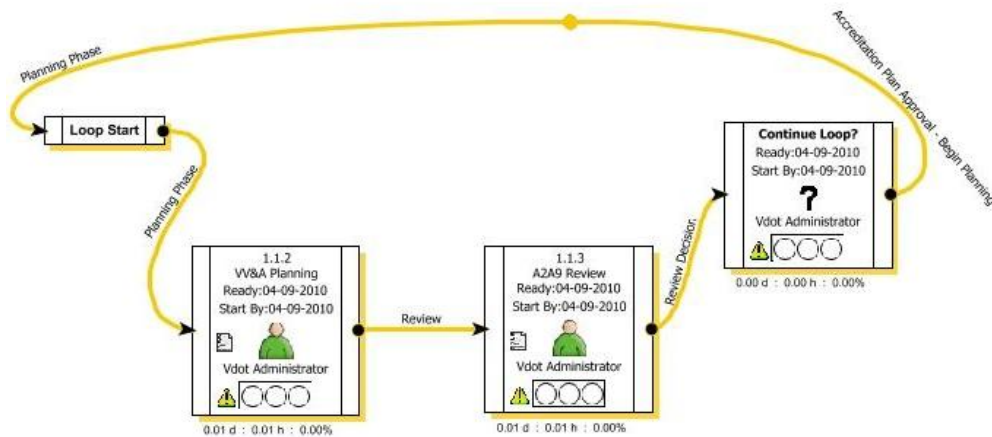 Planning Phase
Accreditation Plan Approval - Begin Planning
Loop Start
Planning Phase
1.1.2
VV&A Planning
Ready:04-09-2010
Start By:04-09-2010
Vdot Administrator
0.01 d : 0.01 h : 0.00%
Review
1.1.3
A2A9 Review
Ready:04-09-2010
Start By:04-09-2010
Vdot Administrator
0.01 d : 0.01 h : 0.00%
Review Decision
Continue Loop?
Ready:04-09-2010
Start By:04-09-2010
?
Vdot Administrator
0.00 d : 0.00 h : 0.00%